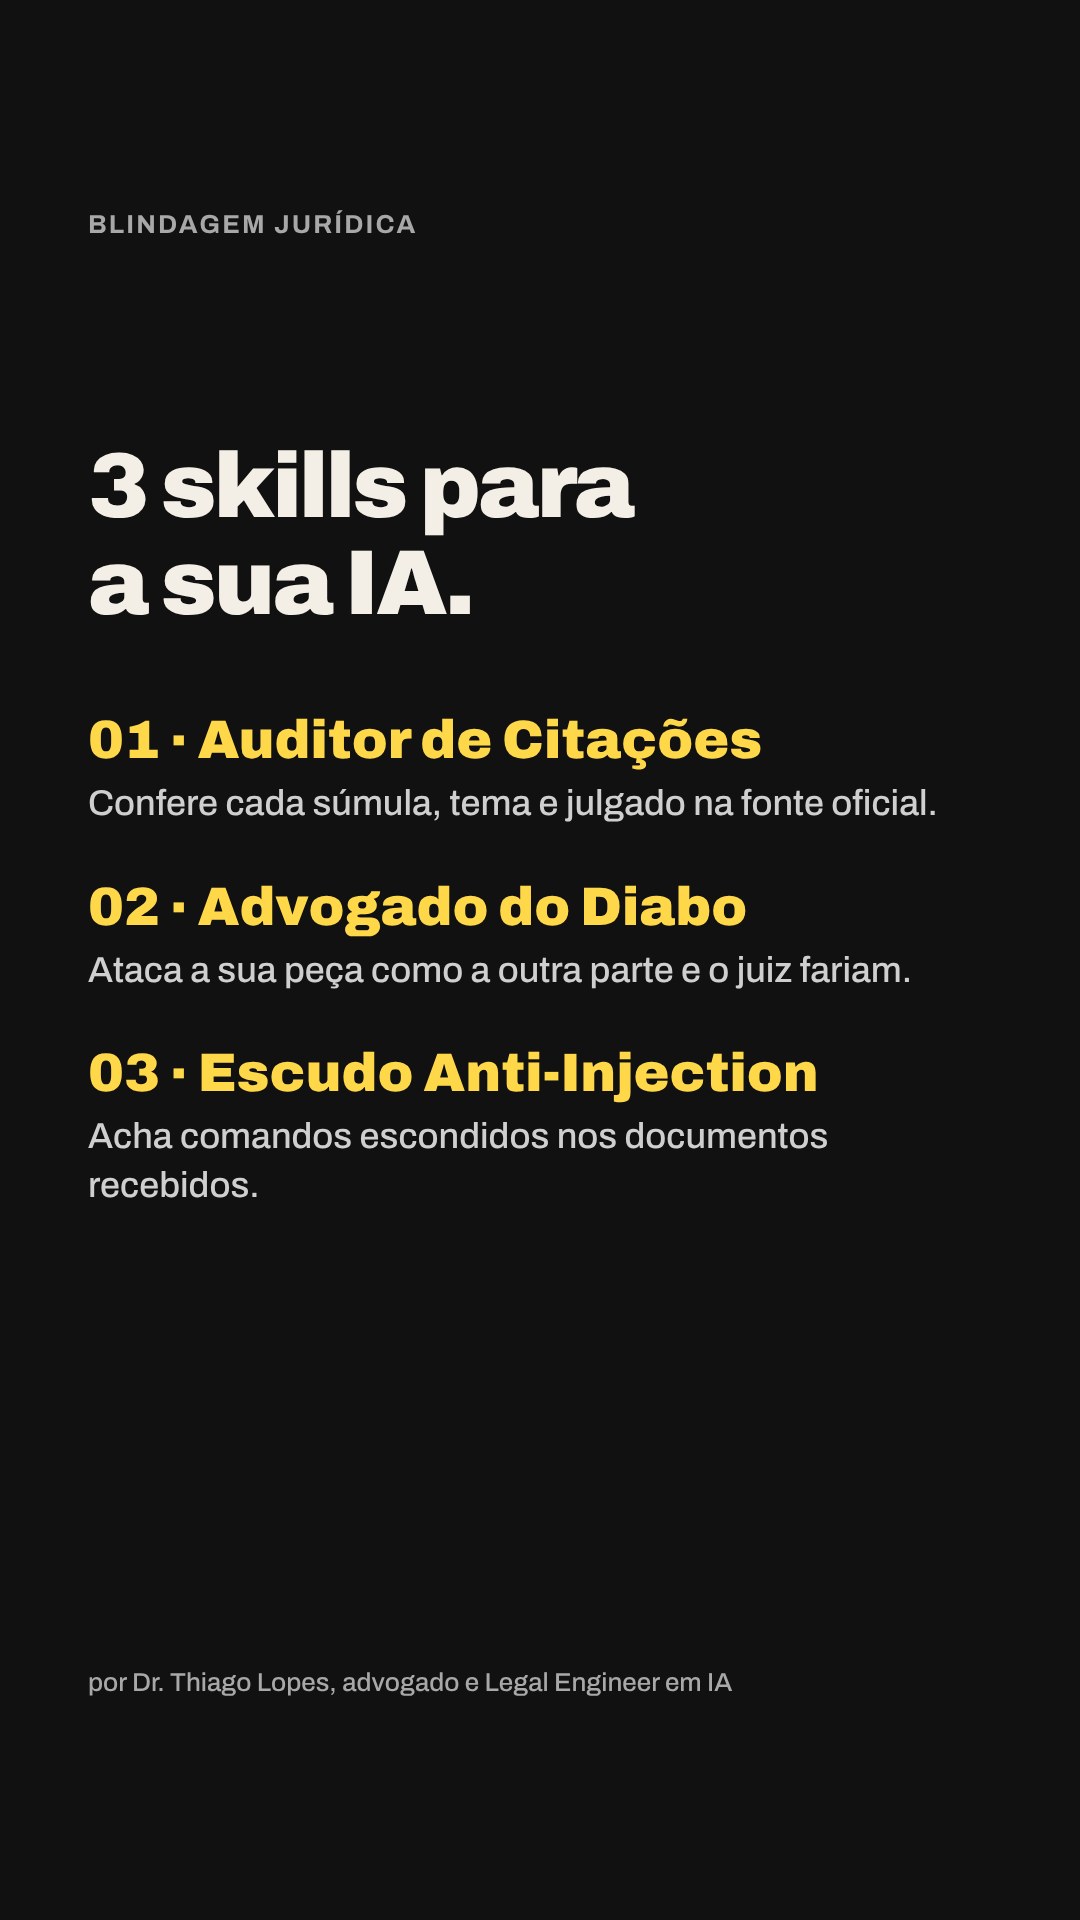 BLINDAGEM JURÍDICA
3 skills para
a sua IA.
01 · Auditor de Citações
Confere cada súmula, tema e julgado na fonte oficial.
02 · Advogado do Diabo
Ataca a sua peça como a outra parte e o juiz fariam.
03 · Escudo Anti-Injection
Acha comandos escondidos nos documentos
recebidos.
por Dr. Thiago Lopes, advogado e Legal Engineer em IA